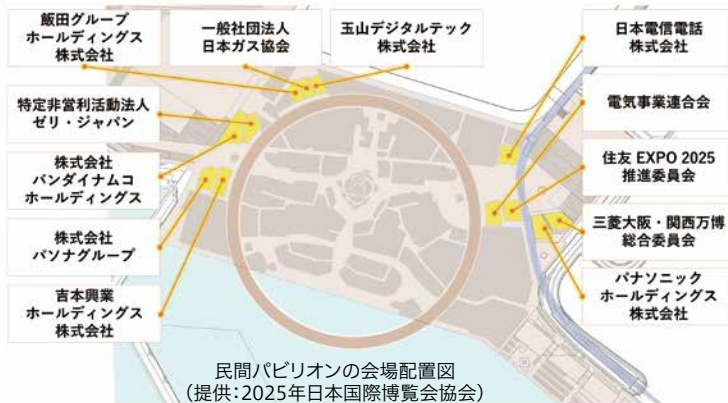 飯田グループ
ホールディングス
株式会社
一般社団法人
日本ガス協会
玉山デジタルテック
株式会社
日本電信電話
株式会社
特定非営利活動法人
ゼリ・ジャパン
電気事業連合会
株式会社
バンダイナムコ
ホールディングス
住友 EXPO 2025
推進委員会
株式会社
パソナグループ
三菱大阪・関西万博
総合委員会
吉本興業
ホールディングス
株式会社
パナソニック
ホールディングス
株式会社
民間パビリオンの会場配置図
(提供:2025年日本国際博覧会協会)